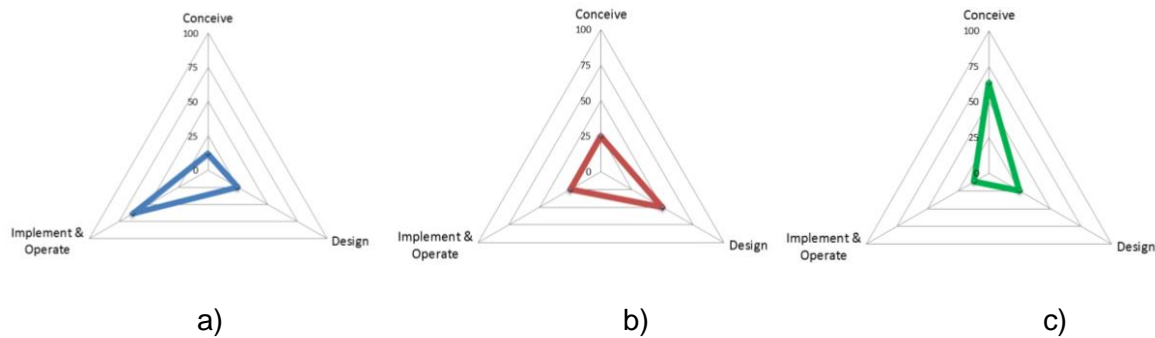 Conceive
100
75
50
25
0
Implement &
Operate
Design
a)
Conceive
100
75
50
25
0
Implement &
Operate
Design
b)
Conceive
100
75
50
25
0
Implement &
Operate
Design
c)